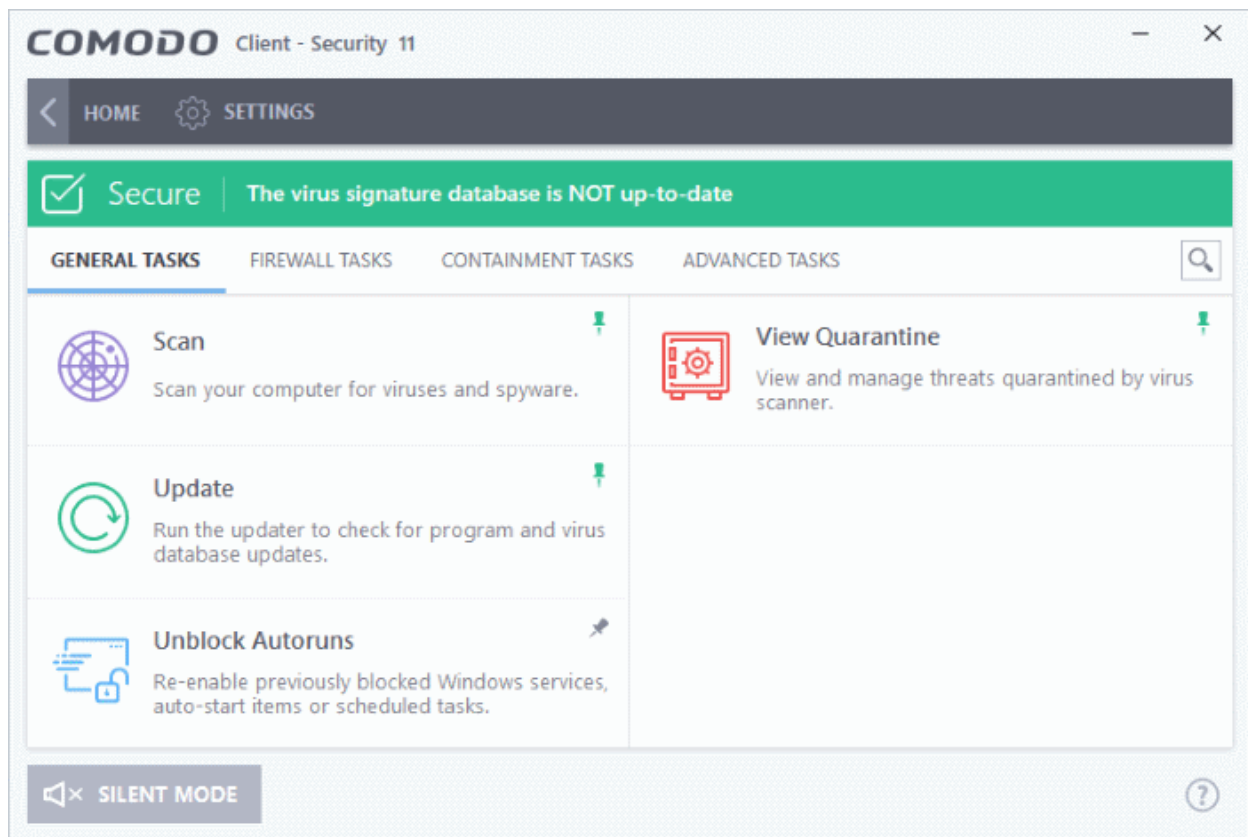 COMODO Client - Security 11
HOME SETTINGS
Secure The virus signature database is NOT up-to-date
GENERAL TASKS FIREWALL TASKS CONTAINMENT TASKS ADVANCED TASKS
Scan
Scan your computer for viruses and spyware.
View Quarantine
View and manage threats quarantined by virus
scanner.
Update
Run the updater to check for program and virus
database updates.
Unblock Autoruns
Re-enable previously blocked Windows services,
auto-start items or scheduled tasks.
SILENT MODE
?